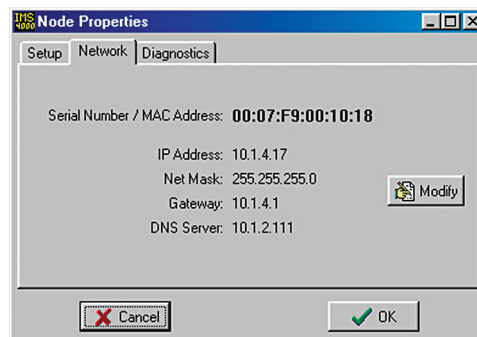 IMS 4000 Node Properties
Setup Network Diagnostics
Serial Number / MAC Address: 00:07:F9:00:10:18
IP Address: 10.1.4.17
Net Mask: 255.255.255.0
Modify
Gateway: 10.1.4.1
DNS Server: 10.1.2.111
Cancel OK